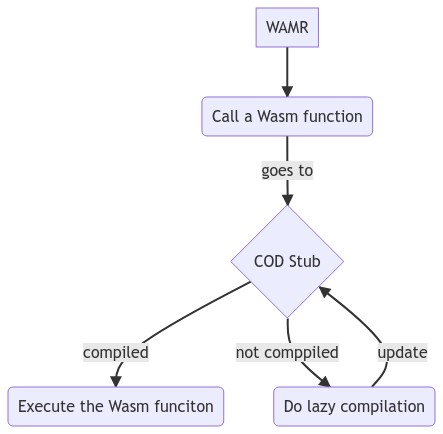 WAMR
Call a Wasm function
goes to
COD Stub
compiled
not comppiled
update
Execute the Wasm funciton
Do lazy compilation